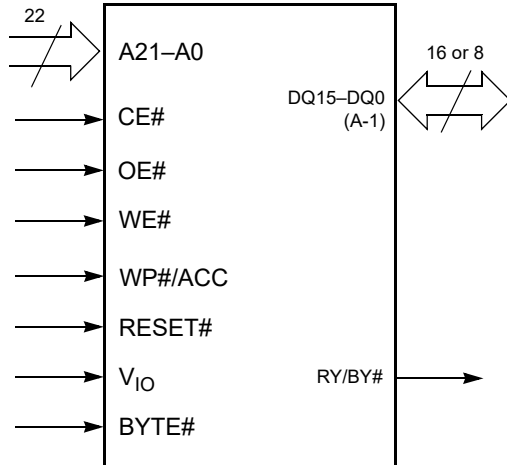 22
A21–A0
16 or 8
DQ15–DQ0
(A-1)
CE#
OE#
WE#
WP#/ACC
RESET#
VIO
RY/BY#
BYTE#